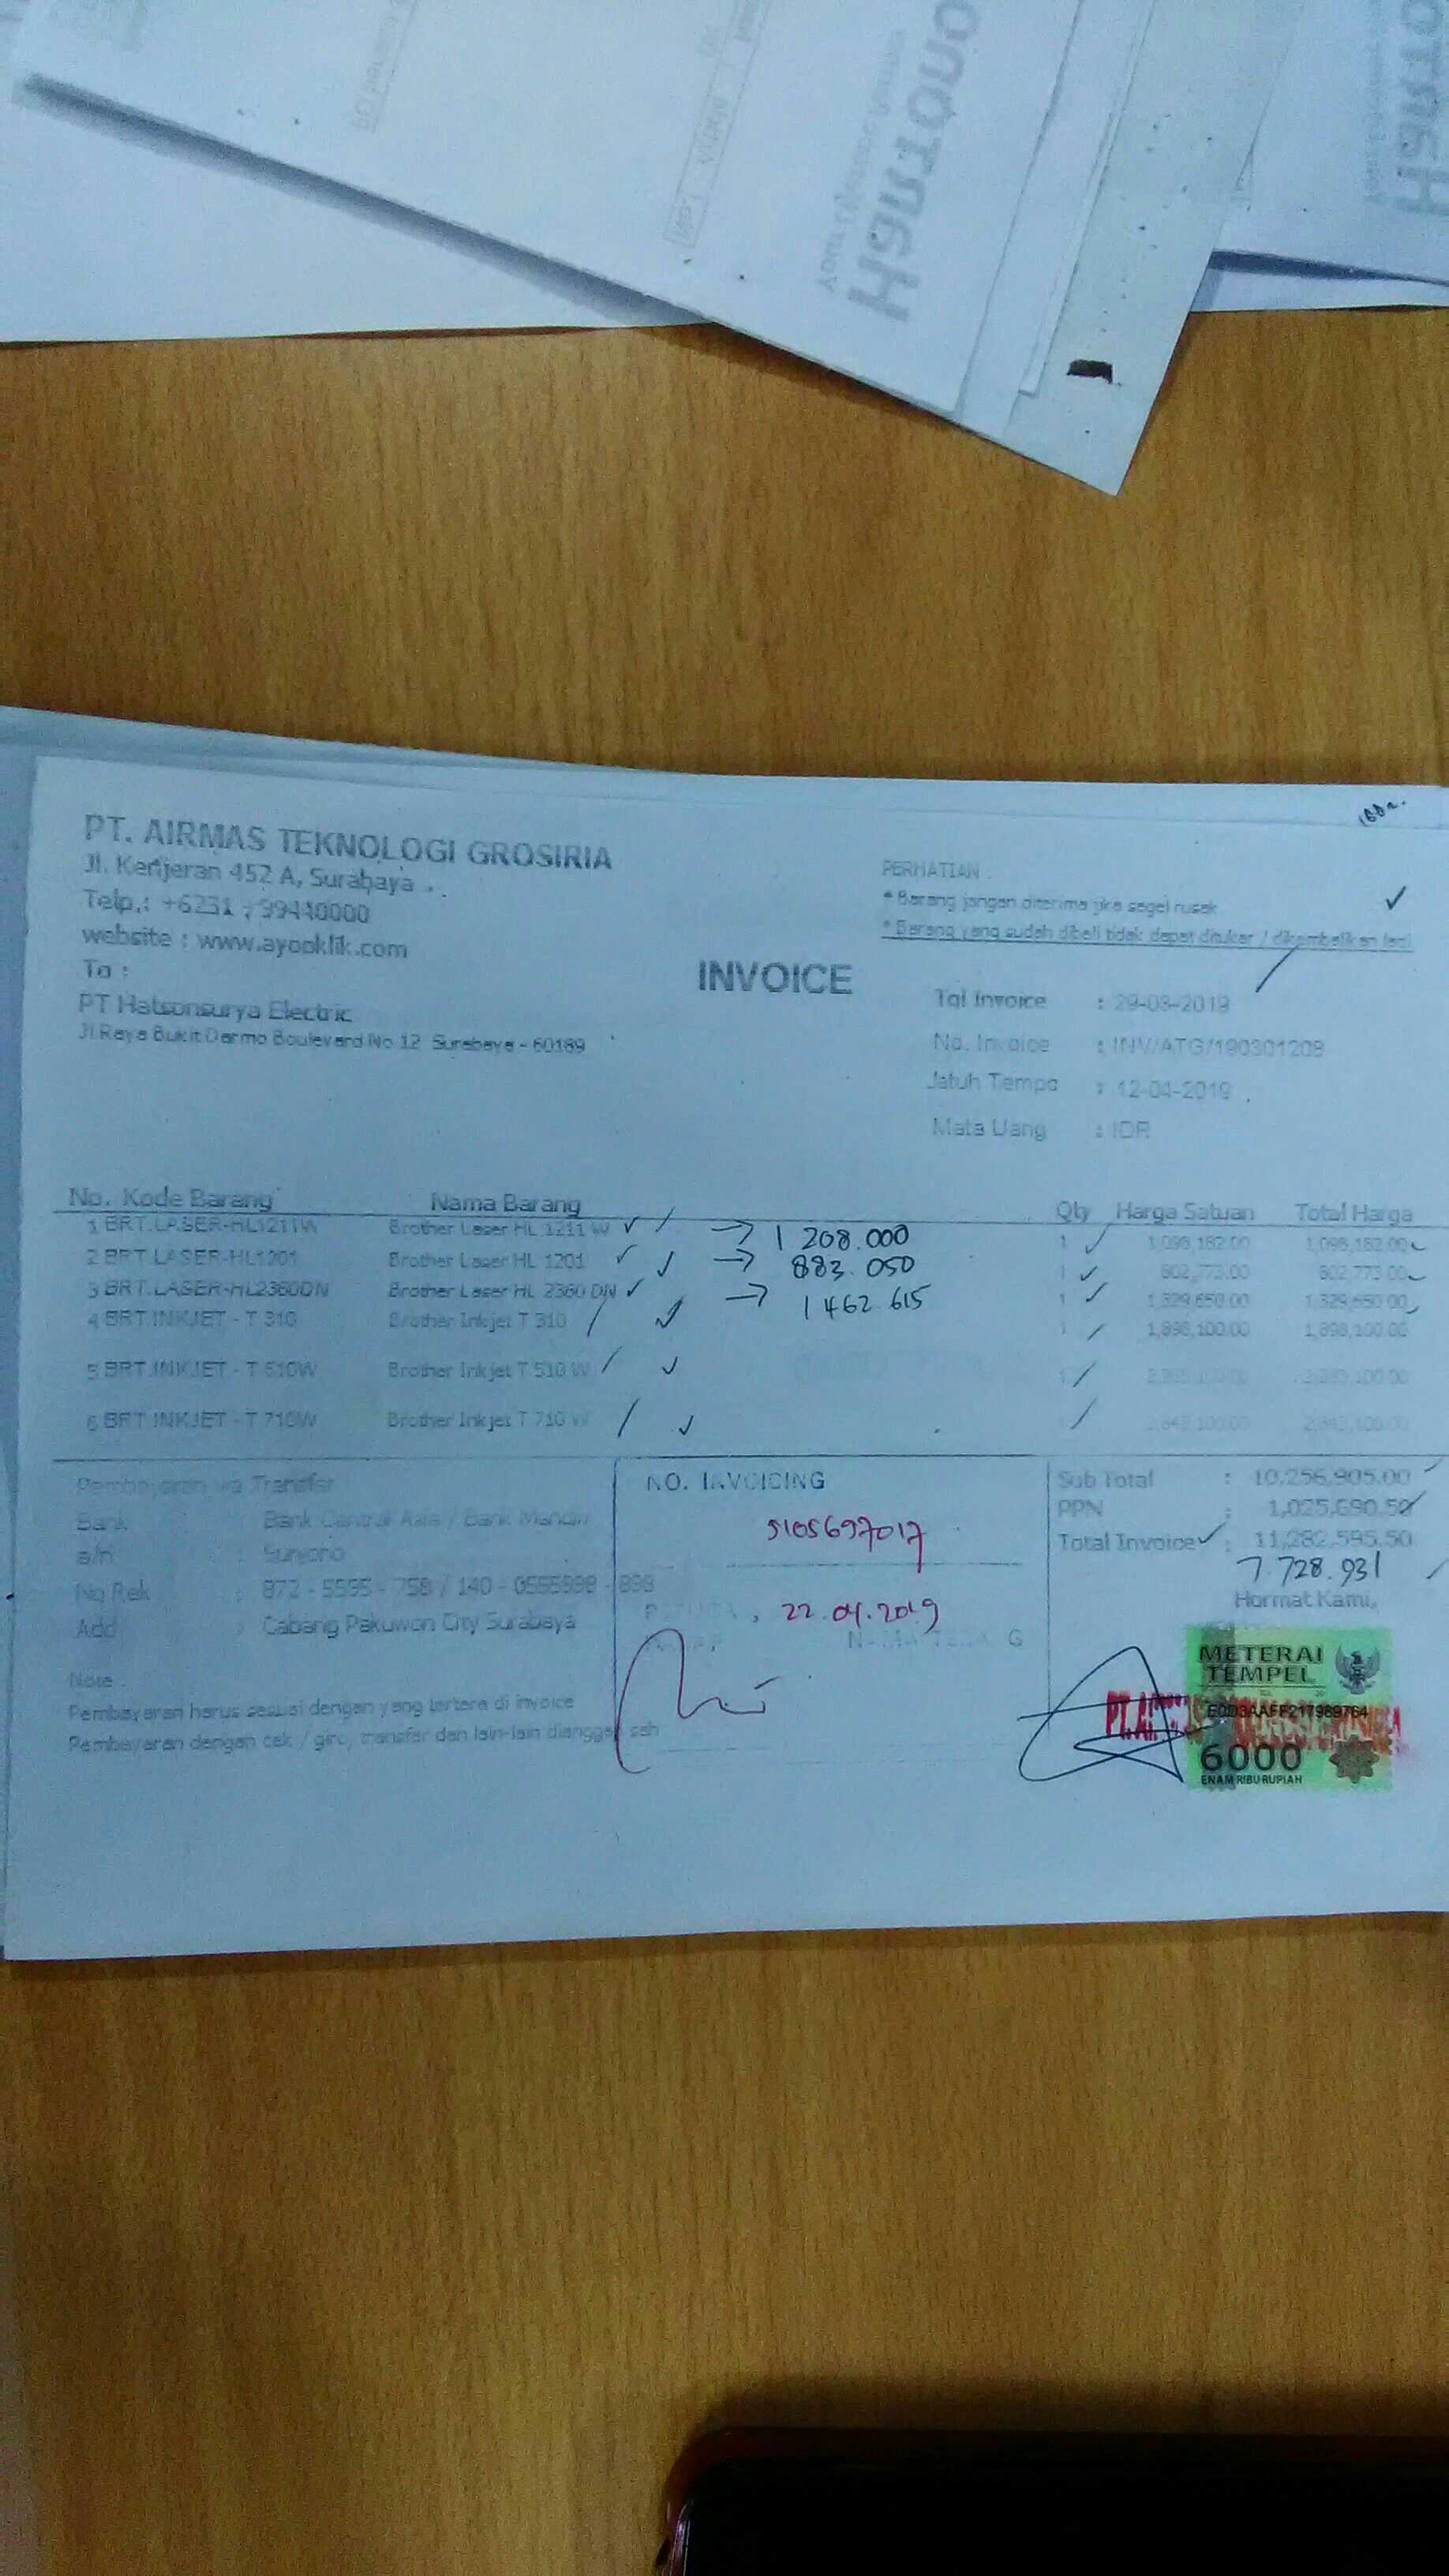 Hartono
PT. AIRMAS TEKNOLOGI GROSIRIA
Jl. Kenjeran 452 A, Surabaya
Telp.: +6231 - 99440000
website : www.ayooklik.com
To :
PT Hatsonsurya Electric
Jl.Raya Bukit Darmo Boulevard No 12 Surabaya - 60189
PERHATIAN :
* Barang jangan diterima jika segel rusak
* Barang yang sudah dibeli tidak dapat ditukar / dikembalikan lagi
INVOICE
Tgl Invoice : 29-03-2019
No. Invoice : INV/ATG/190301208
Jatuh Tempo : 12-04-2019
Mata Uang : IDR
No. Kode Barang Nama Barang Qty Harga Satuan Total Harga
1 BRT.LASER-HL1211W Brother Laser HL 1211 W → 1 208.000 1 1,098,182.00 1,098,182.00
2 BRT.LASER-HL1201 Brother Laser HL 1201 → 883.050 1 802,773.00 802,773.00
3 BRT.LASER-HL2360DN Brother Laser HL 2360 DN → 1 462.615 1 1,329,650.00 1,329,650.00
4 BRT.INKJET - T 310 Brother Inkjet T 310 1 1,898,100.00 1,898,100.00
5 BRT.INKJET - T 510W Brother Inkjet T 510 W
6 BRT.INKJET - T 710W Brother Inkjet T 710 W
Pembayaran via Transfer
Bank : Bank Central Asia / Bank Mandiri
a/n : Suryono
No Rek : 872 - 5595 - 758 / 140 - 0555998 - 898
Add : Cabang Pakuwon City Surabaya
Note :
Pembayaran harus sesuai dengan yang tertera di invoice
Pembayaran dengan cek / giro, transfer dan lain-lain dianggap sah
NO. INVOICING
5105697017
22.04.2019
Sub Total : 10,256,905.00
PPN : 1,025,690.50
Total Invoice : 11,282,595.50
7.728.931
Hormat Kami,
METERAI
TEMPEL
E0D3AAFF217989764
6000
ENAM RIBU RUPIAH